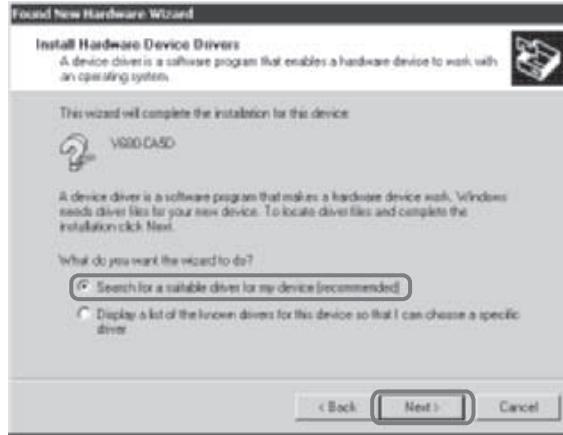 Found New Hardware Wizard
Install Hardware Device Drivers
A device driver is a software program that enables a hardware device to work with
an operating system.
This wizard will complete the installation for this device:
A device driver is a software program that makes a hardware device work. Windows
needs driver files for your new device. To locate driver files and complete the
installation click Next.
What do you want the wizard to do?
Search for a suitable driver for my device (recommended)
Display a list of the known drivers for this device so that I can choose a specific
driver
< Back
Next >
Cancel